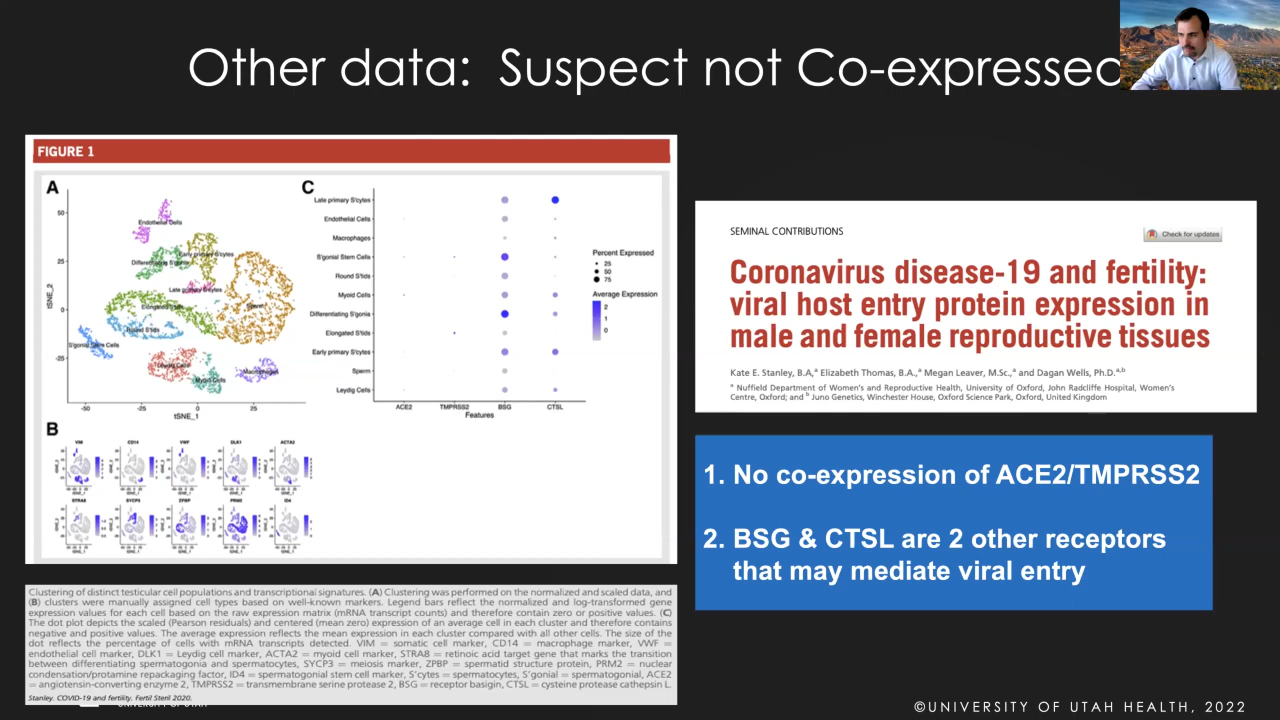 Other data: Suspect not Co-expressed
FIGURE 1
A
Endothelial Cells
Early primary S'cytes
Differentiating S'gonia
Late primary S'cytes
Elongated S'tids
Sperm
Round S'tids
S'gonial Stem Cells
Leydig Cells
Myoid Cells
Macrophages
50
25
0
-25
-50 -25 0 25
tSNE_2
tSNE_1
C
Late primary S'cytes
Endothelial Cells
Macrophages
S'gonial Stem Cells
Round S'tids
Myoid Cells
Differentiating S'gonia
Elongated S'tids
Early primary S'cytes
Sperm
Leydig Cells
ACE2 TMPRSS2 BSG CTSL
Features
Percent Expressed
25
50
75
Average Expression
2
1
0
B
VIM CD14 VWF DLK1 ACTA2
STRA8 SYCP3 ZPBP PRM2 ID4
Clustering of distinct testicular cell populations and transcriptional signatures. (A) Clustering was performed on the normalized and scaled data, and
(B) clusters were manually assigned cell types based on well-known markers. Legend bars reflect the normalized and log-transformed gene
expression values for each cell based on the raw expression matrix (mRNA transcript counts) and therefore contain zero or positive values. (C)
The dot plot depicts the scaled (Pearson residuals) and centered (mean zero) expression of an average cell in each cluster and therefore contains
negative and positive values. The average expression reflects the mean expression in each cluster compared with all other cells. The size of the
dot reflects the percentage of cells with mRNA transcripts detected. VIM = somatic cell marker, CD14 = macrophage marker, VWF =
endothelial cell marker, DLK1 = Leydig cell marker, ACTA2 = myoid cell marker, STRA8 = retinoic acid target gene that marks the transition
between differentiating spermatogonia and spermatocytes, SYCP3 = meiosis marker, ZPBP = spermatid structure protein, PRM2 = nuclear
condensation/protamine repackaging factor, ID4 = spermatogonial stem cell marker, S'cytes = spermatocytes, S'gonial = spermatogonial, ACE2
= angiotensin-converting enzyme 2, TMPRSS2 = transmembrane serine protease 2, BSG = receptor basigin, CTSL = cysteine protease cathepsin L.
Stanley. COVID-19 and fertility. Fertil Steril 2020.
SEMINAL CONTRIBUTIONS
Check for updates
Coronavirus disease-19 and fertility:
viral host entry protein expression in
male and female reproductive tissues
Kate E. Stanley, B.A,ª Elizabeth Thomas, B.A.,ª Megan Leaver, M.Sc.,ª and Dagan Wells, Ph.D.ª,ᵇ
ª Nuffield Department of Women's and Reproductive Health, University of Oxford, John Radcliffe Hospital, Women's
Centre, Oxford; and ᵇ Juno Genetics, Winchester House, Oxford Science Park, Oxford, United Kingdom
1. No co-expression of ACE2/TMPRSS2
2. BSG & CTSL are 2 other receptors
that may mediate viral entry
UNIVERSITY OF UTAH
©UNIVERSITY OF UTAH HEALTH, 2022